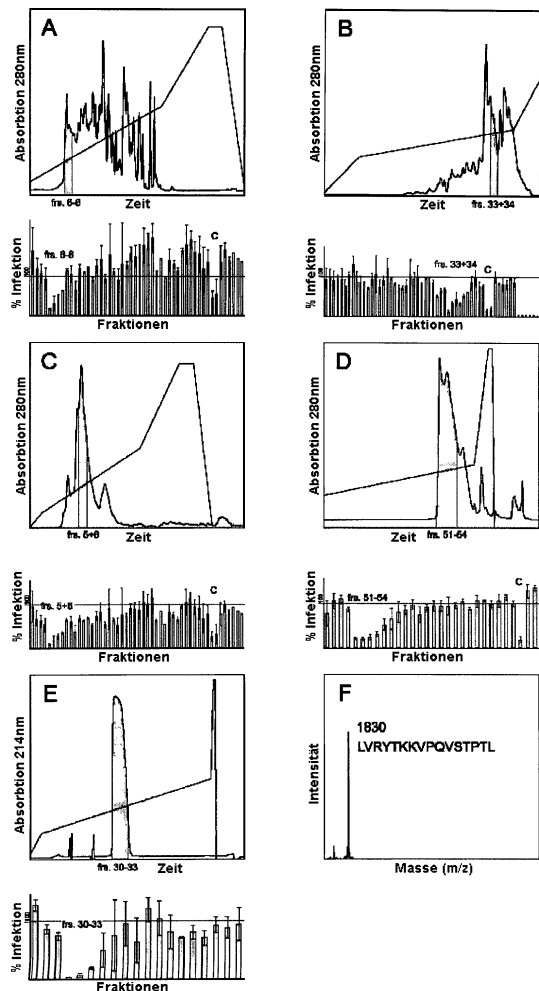 A
Absorbtion 280nm
frs. 6-8
Zeit
% Infektion
frs. 6-8
C
Fraktionen
B
Absorbtion 280nm
Zeit
frs. 33+34
% Infektion
frs. 33+34
C
Fraktionen
C
Absorbtion 280nm
frs. 5+6
Zeit
% Infektion
frs. 5+6
C
Fraktionen
D
Absorbtion 280nm
Zeit
frs. 51-54
% Infektion
frs. 51-54
C
Fraktionen
E
Absorbtion 214nm
frs. 30-33
Zeit
% Infektion
frs. 30-33
Fraktionen
F
Intensität
1830
LVRYTKKVPQVSTPTL
Masse (m/z)